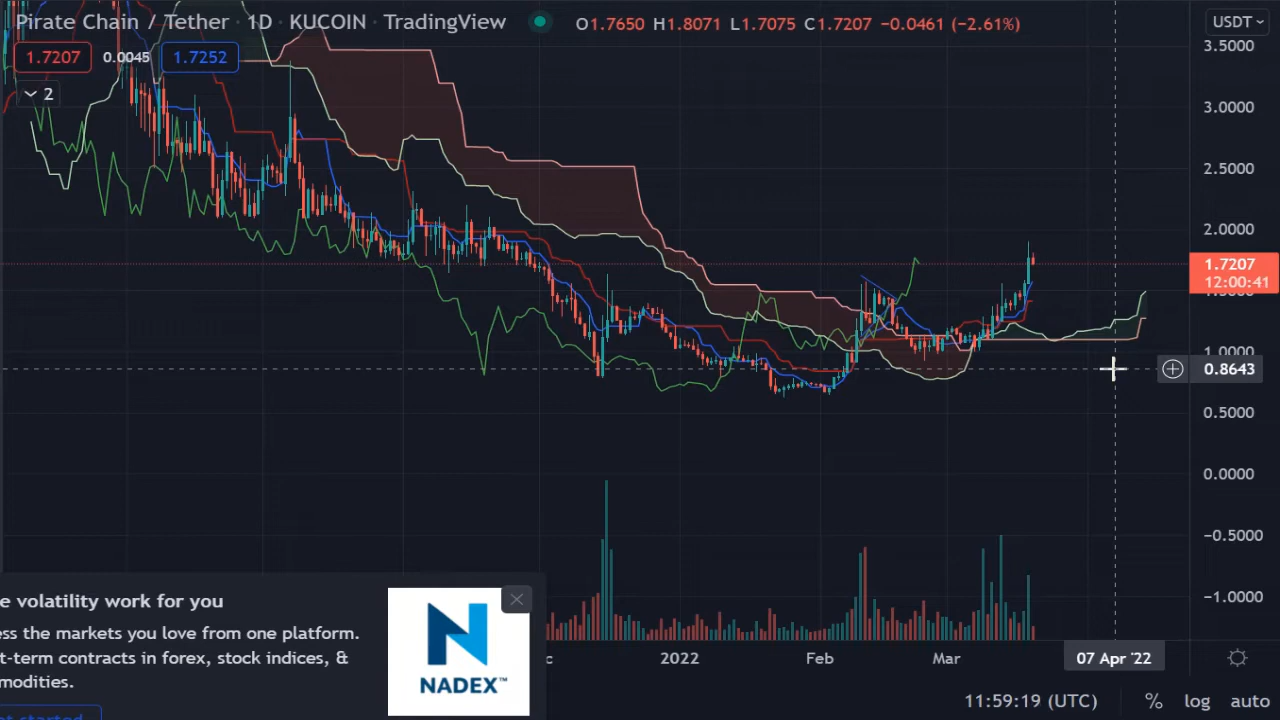 Pirate Chain / Tether · 1D · KUCOIN · TradingView O1.7650 H1.8071 L1.7075 C1.7207 −0.0461 (−2.61%)
USDT
1.7207 0.0045 1.7252
2
3.5000
3.0000
2.5000
2.0000
1.7207
12:00:41
1.0000
0.8643
0.5000
0.0000
−0.5000
−1.0000
e volatility work for you
ess the markets you love from one platform.
t-term contracts in forex, stock indices, &
modities.
NADEX™
c 2022 Feb Mar 07 Apr '22
11:59:19 (UTC) % log auto